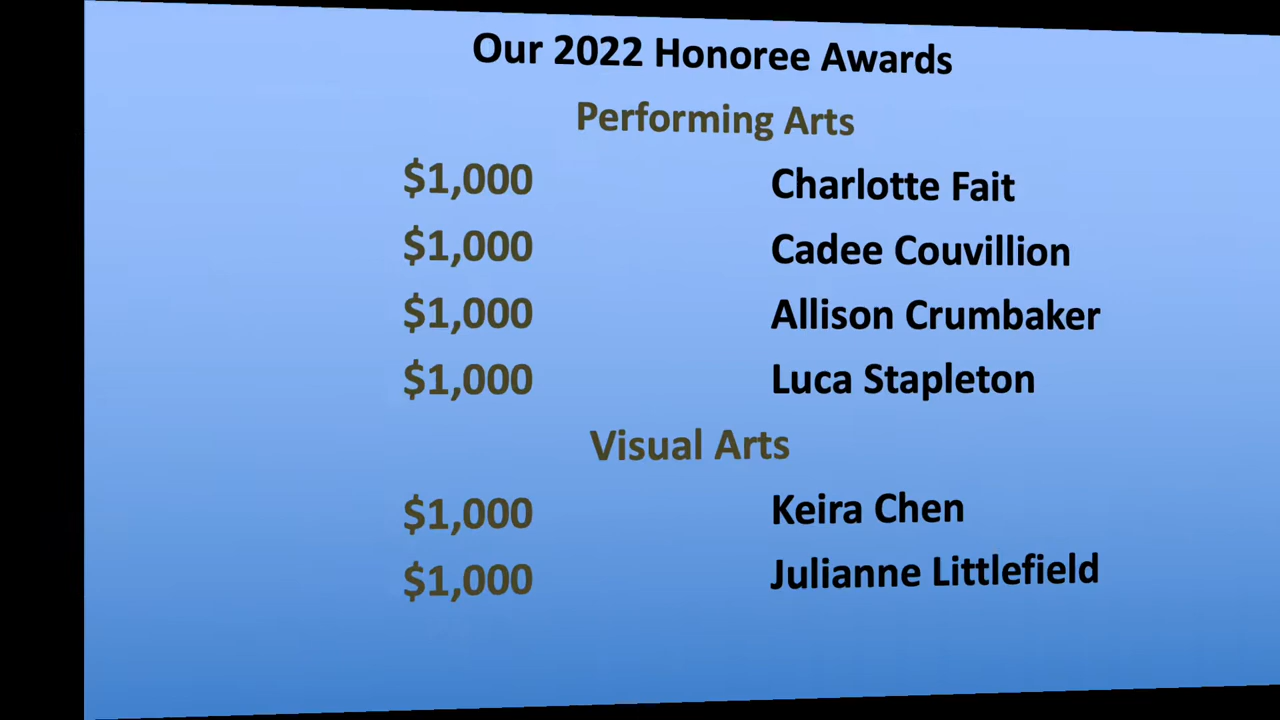 Our 2022 Honoree Awards
Performing Arts
$1,000 Charlotte Fait
$1,000 Cadee Couvillion
$1,000 Allison Crumbaker
$1,000 Luca Stapleton
Visual Arts
$1,000 Keira Chen
$1,000 Julianne Littlefield